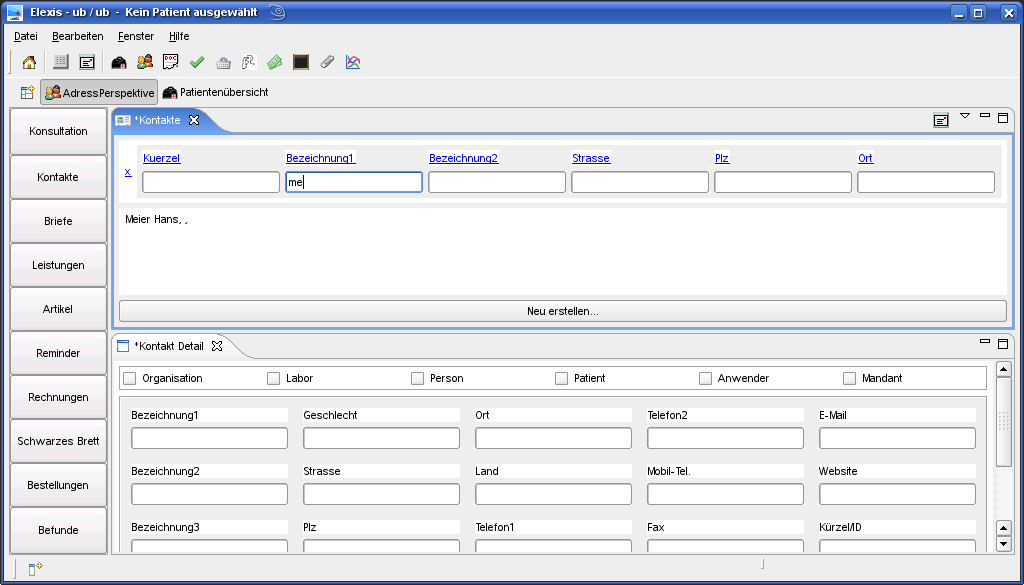 Elexis - ub / ub - Kein Patient ausgewählt
Datei Bearbeiten Fenster Hilfe
DOC
AdressPerspektive Patientenübersicht
Konsultation
Kontakte
Briefe
Leistungen
Artikel
Reminder
Rechnungen
Schwarzes Brett
Bestellungen
Befunde
*Kontakte
x
Kuerzel Bezeichnung1 Bezeichnung2 Strasse Plz Ort
me
Meier Hans, ,
Neu erstellen...
*Kontakt Detail
Organisation Labor Person Patient Anwender Mandant
Bezeichnung1 Geschlecht Ort Telefon2 E-Mail
Bezeichnung2 Strasse Land Mobil-Tel. Website
Bezeichnung3 Plz Telefon1 Fax Kürzel/ID